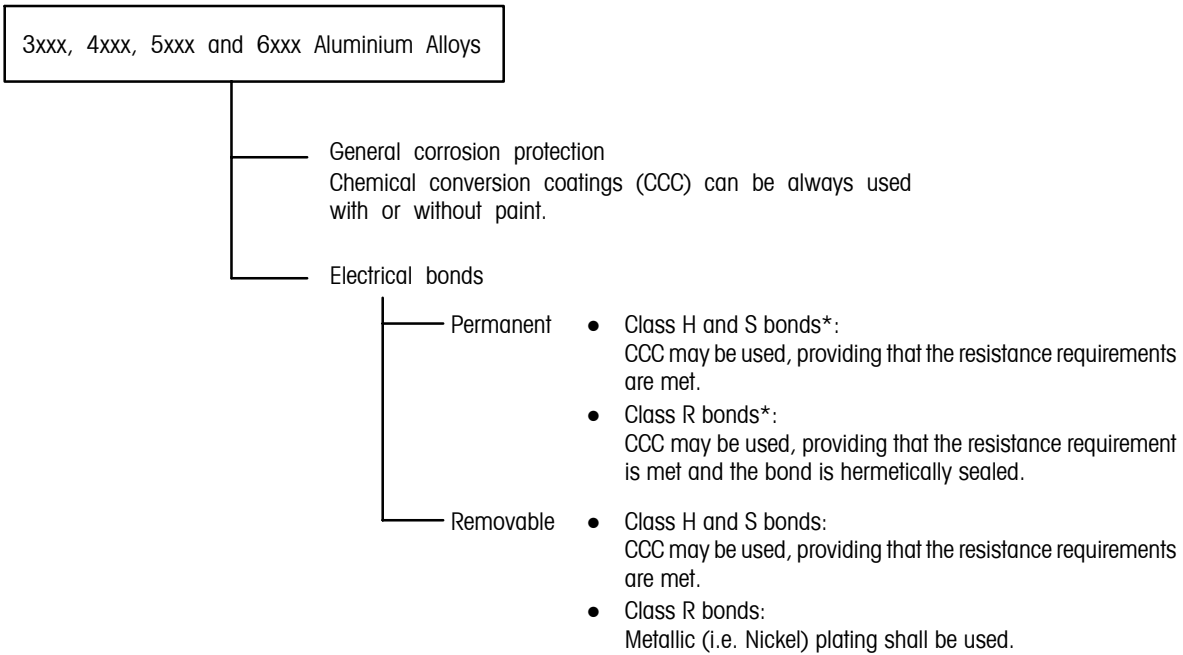 3xxx, 4xxx, 5xxx and 6xxx Aluminium Alloys
General corrosion protection
Chemical conversion coatings (CCC) can be always used
with or without paint.
Electrical bonds
Permanent ● Class H and S bonds*:
CCC may be used, providing that the resistance requirements
are met.
● Class R bonds*:
CCC may be used, providing that the resistance requirement
is met and the bond is hermetically sealed.
Removable ● Class H and S bonds:
CCC may be used, providing that the resistance requirements
are met.
● Class R bonds:
Metallic (i.e. Nickel) plating shall be used.